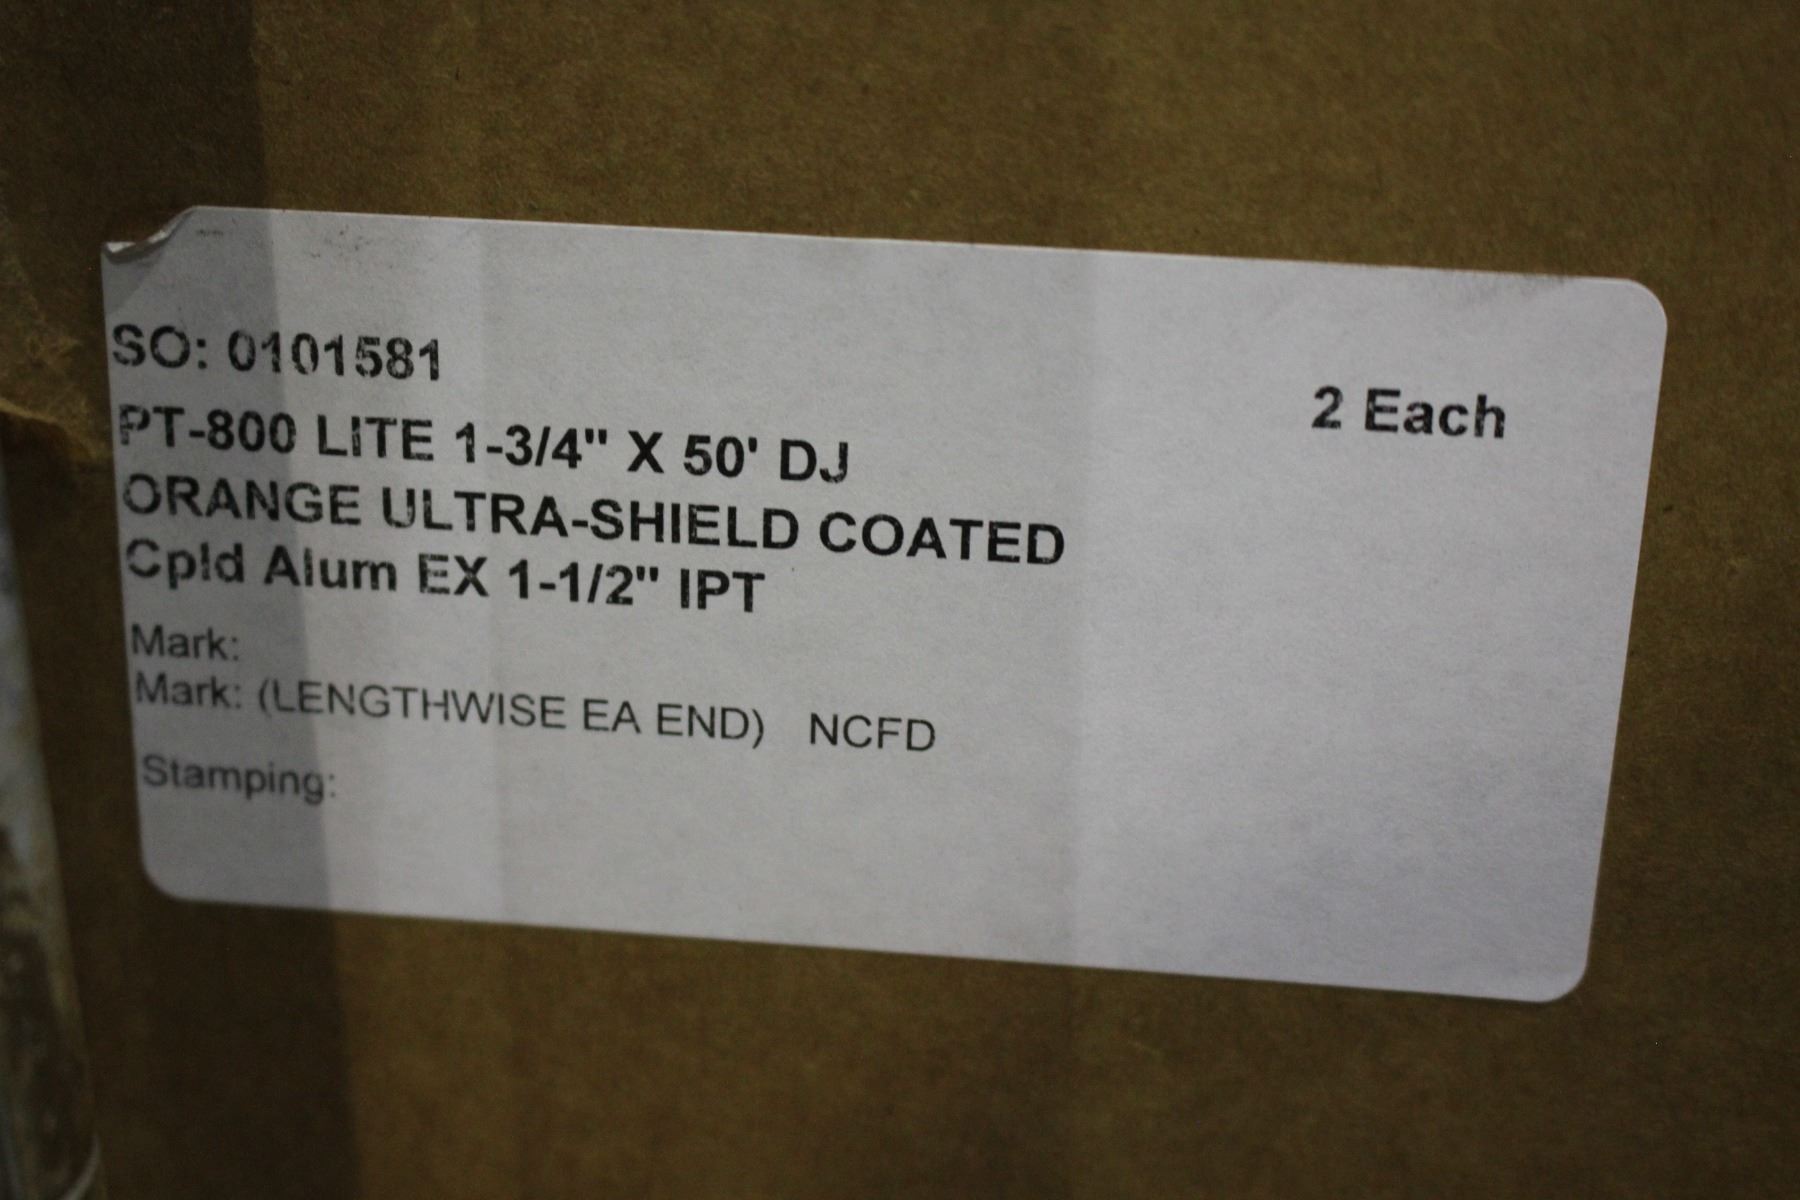 SO: 0101581
2 Each
PT-800 LITE 1-3/4" X 50' DJ
ORANGE ULTRA-SHIELD COATED
Cpld Alum EX 1-1/2" IPT
Mark:
Mark: (LENGTHWISE EA END) NCFD
Stamping: